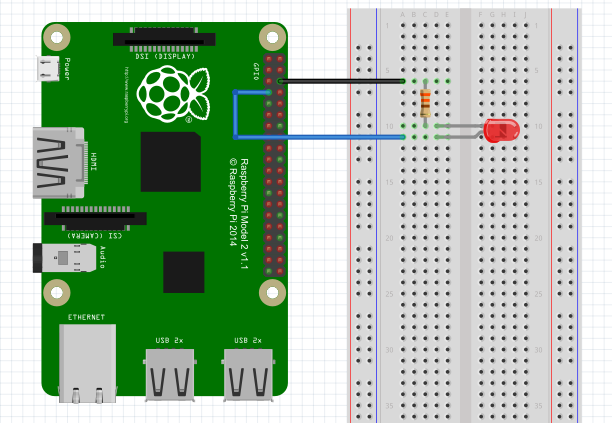 DSI (DISPLAY)
Power
http://www.raspberrypi.org
GPIO
HDMI
Raspberry Pi Model 2 v1.1
© Raspberry Pi 2014
CSI (CAMERA)
Audio
ETHERNET
USB 2x
USB 2x
A B C D E
F G H I J
1 1
5 5
10 10
15 15
20 20
25 25
30 30
35 35